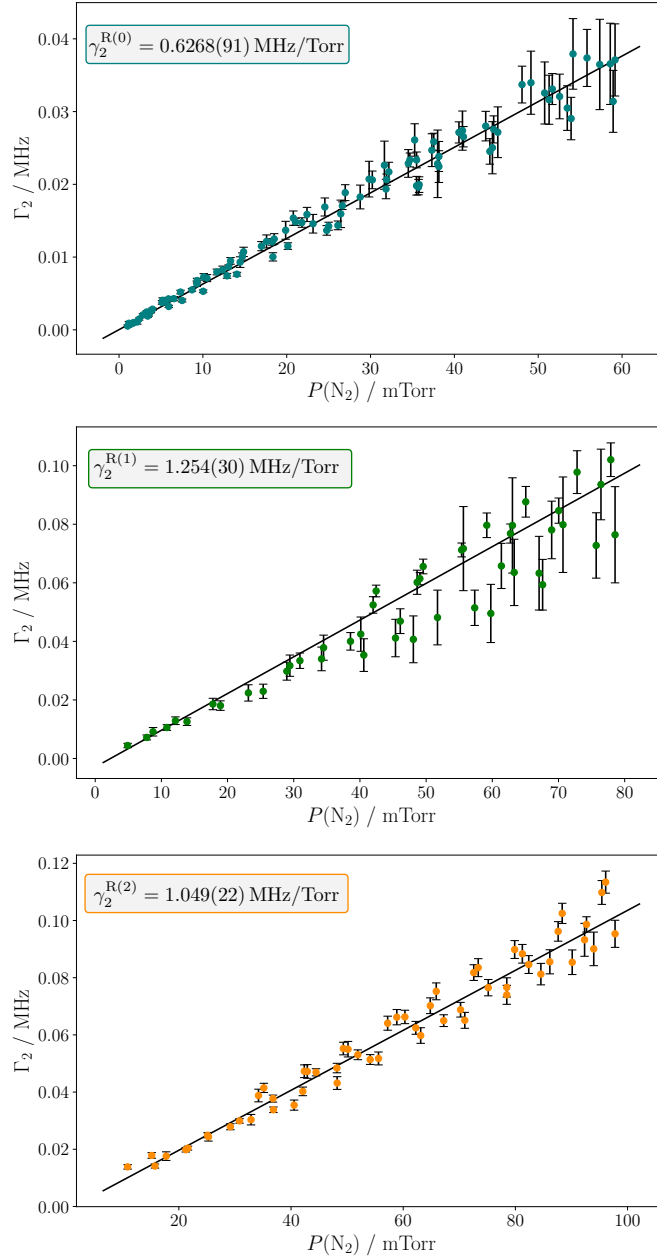 γ₂^R(0) = 0.6268(91) MHz/Torr
Γ₂ / MHz
0.04
0.03
0.02
0.01
0.00
0 10 20 30 40 50 60
P(N₂) / mTorr
γ₂^R(1) = 1.254(30) MHz/Torr
Γ₂ / MHz
0.10
0.08
0.06
0.04
0.02
0.00
0 10 20 30 40 50 60 70 80
P(N₂) / mTorr
γ₂^R(2) = 1.049(22) MHz/Torr
Γ₂ / MHz
0.12
0.10
0.08
0.06
0.04
0.02
0.00
20 40 60 80 100
P(N₂) / mTorr